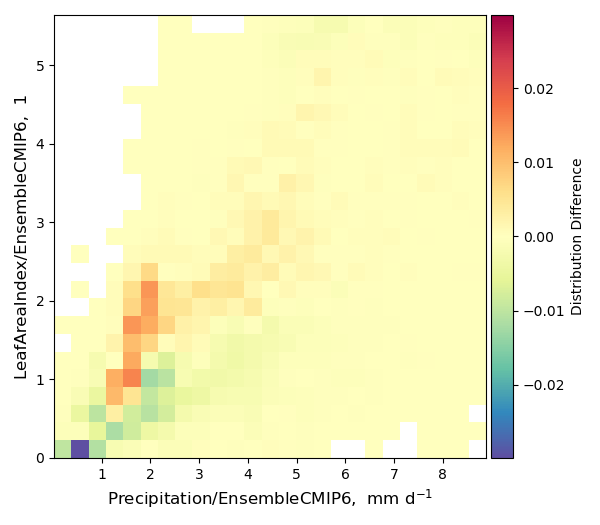 LeafAreaIndex/EnsembleCMIP6, 1
5
4
3
2
1
0
1 2 3 4 5 6 7 8
Precipitation/EnsembleCMIP6, mm d⁻¹
0.02
0.01
0.00
−0.01
−0.02
Distribution Difference